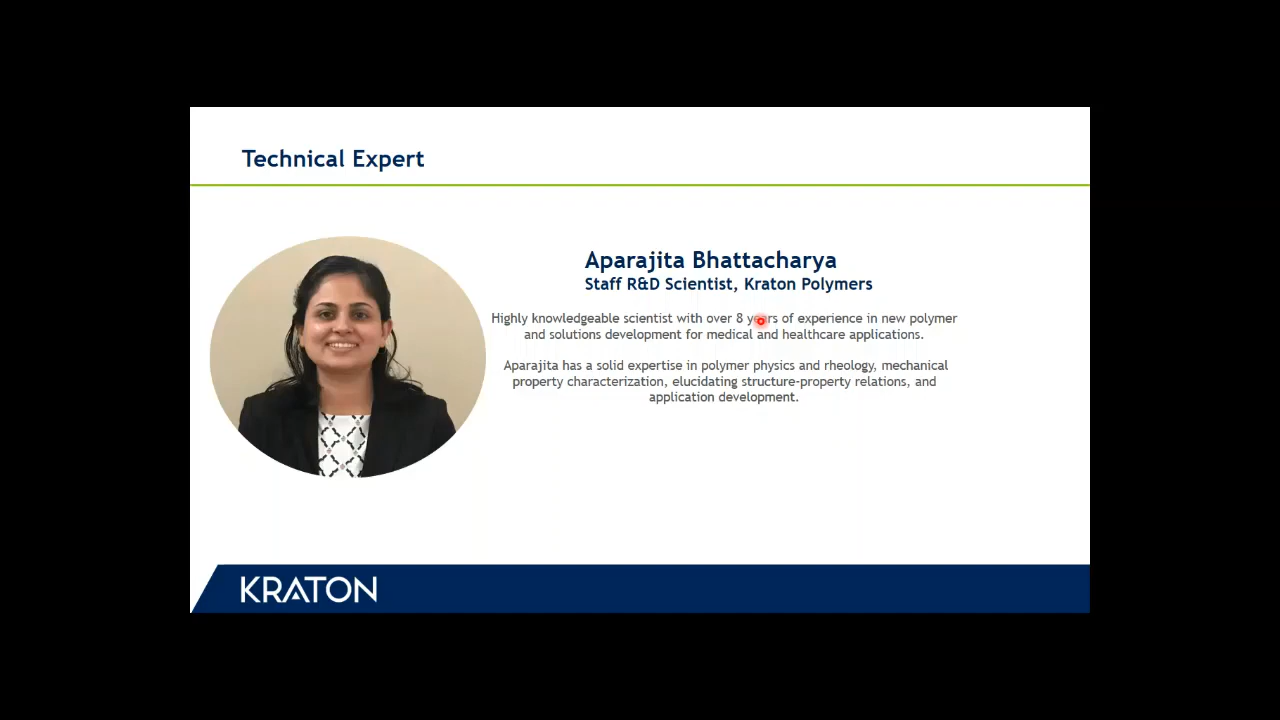 Technical Expert
Aparajita Bhattacharya
Staff R&D Scientist, Kraton Polymers
Highly knowledgeable scientist with over 8 years of experience in new polymer
and solutions development for medical and healthcare applications.
Aparajita has a solid expertise in polymer physics and rheology, mechanical
property characterization, elucidating structure-property relations, and
application development.
KRATON